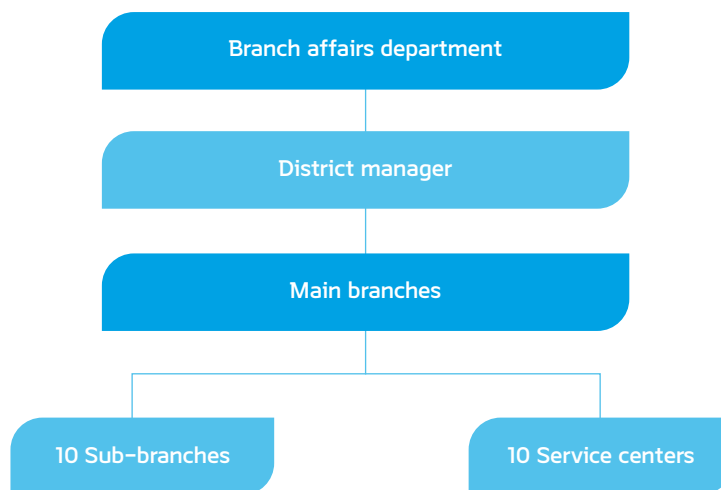 Branch affairs department
District manager
Main branches
10 Sub-branches
10 Service centers